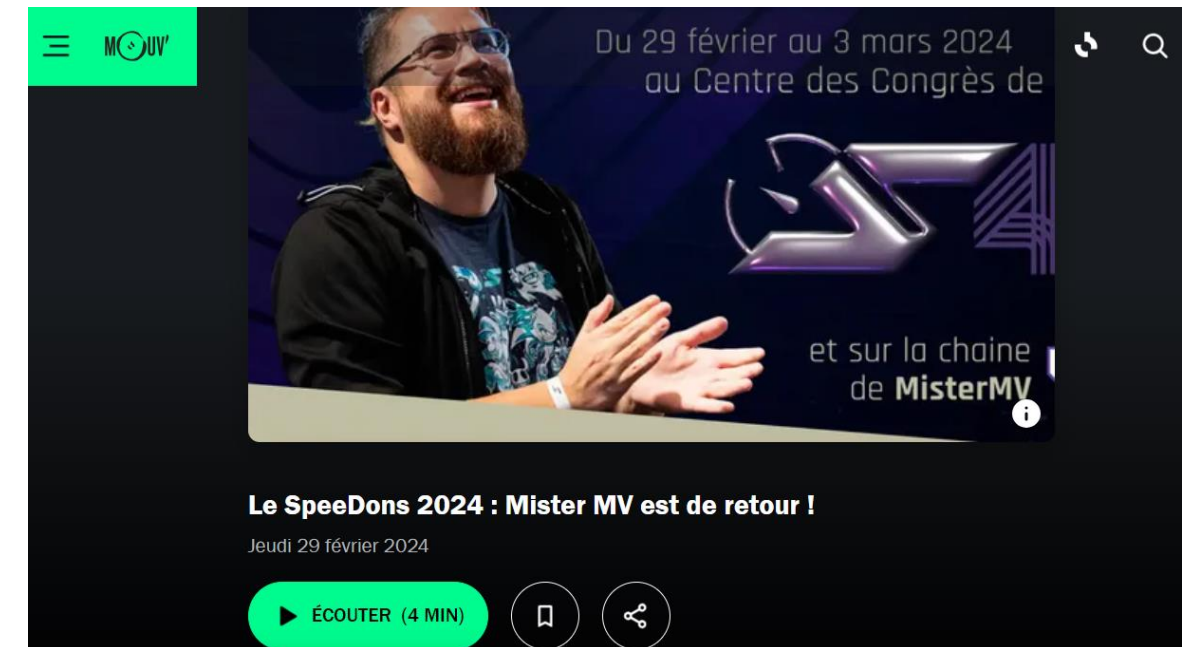 MOUV'
Du 29 février au 3 mars 2024
au Centre des Congrès de
et sur la chaine
de MisterMV
Le SpeeDons 2024 : Mister MV est de retour !
Jeudi 29 février 2024
ÉCOUTER (4 MIN)